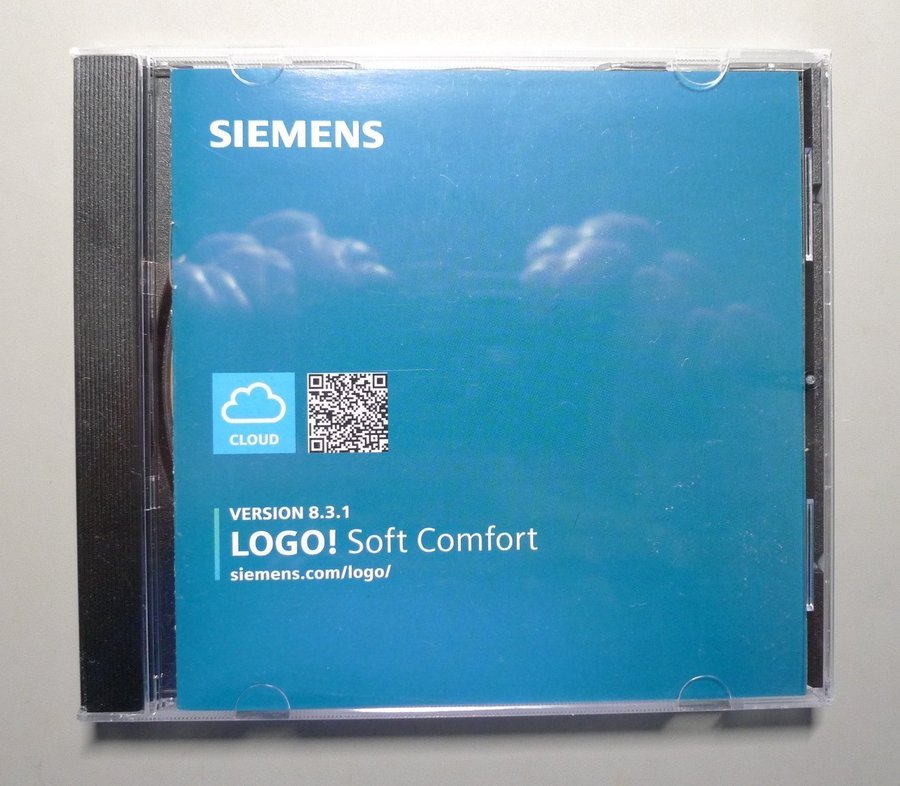 SIEMENS
CLOUD
VERSION 8.3.1
LOGO! Soft Comfort
siemens.com/logo/